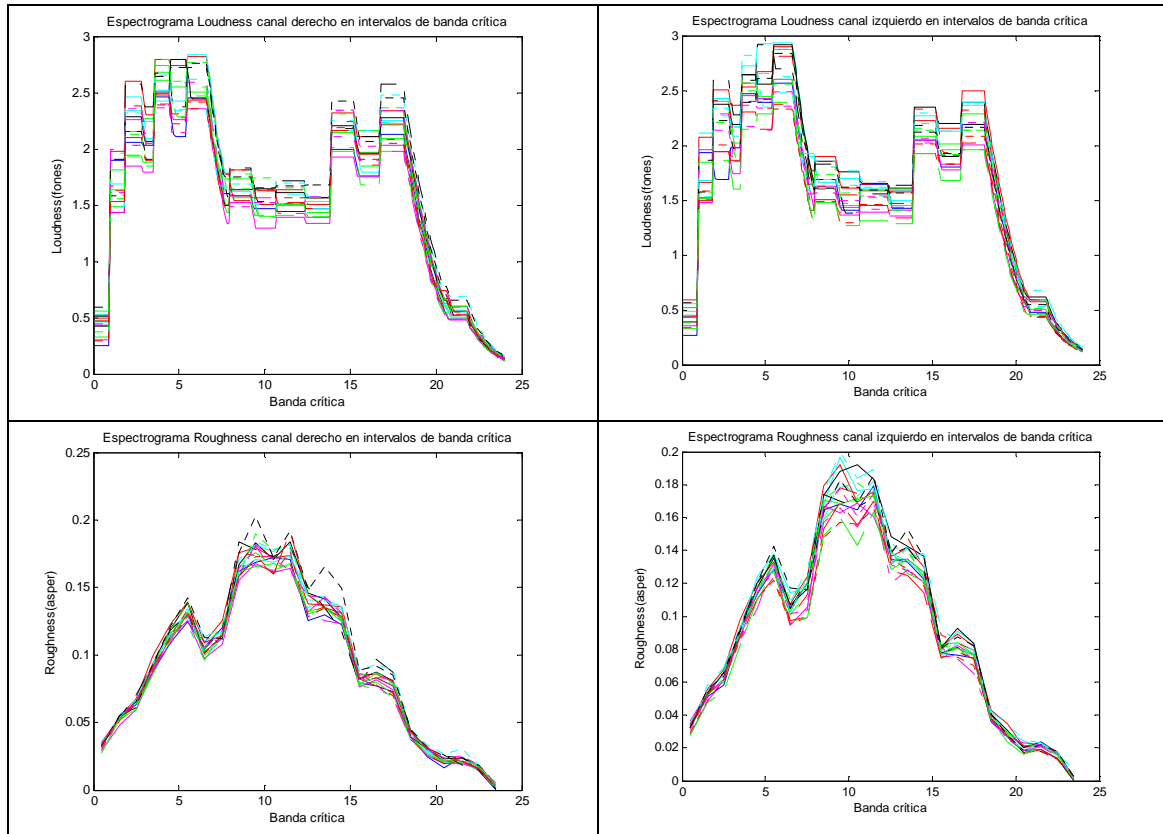 Espectrograma Loudness canal derecho en intervalos de banda crítica
Loudness(fones)
3
2.5
2
1.5
1
0.5
0
0 5 10 15 20 25
Banda crítica
Espectrograma Loudness canal izquierdo en intervalos de banda crítica
Loudness(fones)
3
2.5
2
1.5
1
0.5
0
0 5 10 15 20 25
Banda crítica
Espectrograma Roughness canal derecho en intervalos de banda crítica
Roughness(asper)
0.25
0.2
0.15
0.1
0.05
0
0 5 10 15 20 25
Banda crítica
Espectrograma Roughness canal izquierdo en intervalos de banda crítica
Roughness(asper)
0.2
0.18
0.16
0.14
0.12
0.1
0.08
0.06
0.04
0.02
0
0 5 10 15 20 25
Banda crítica